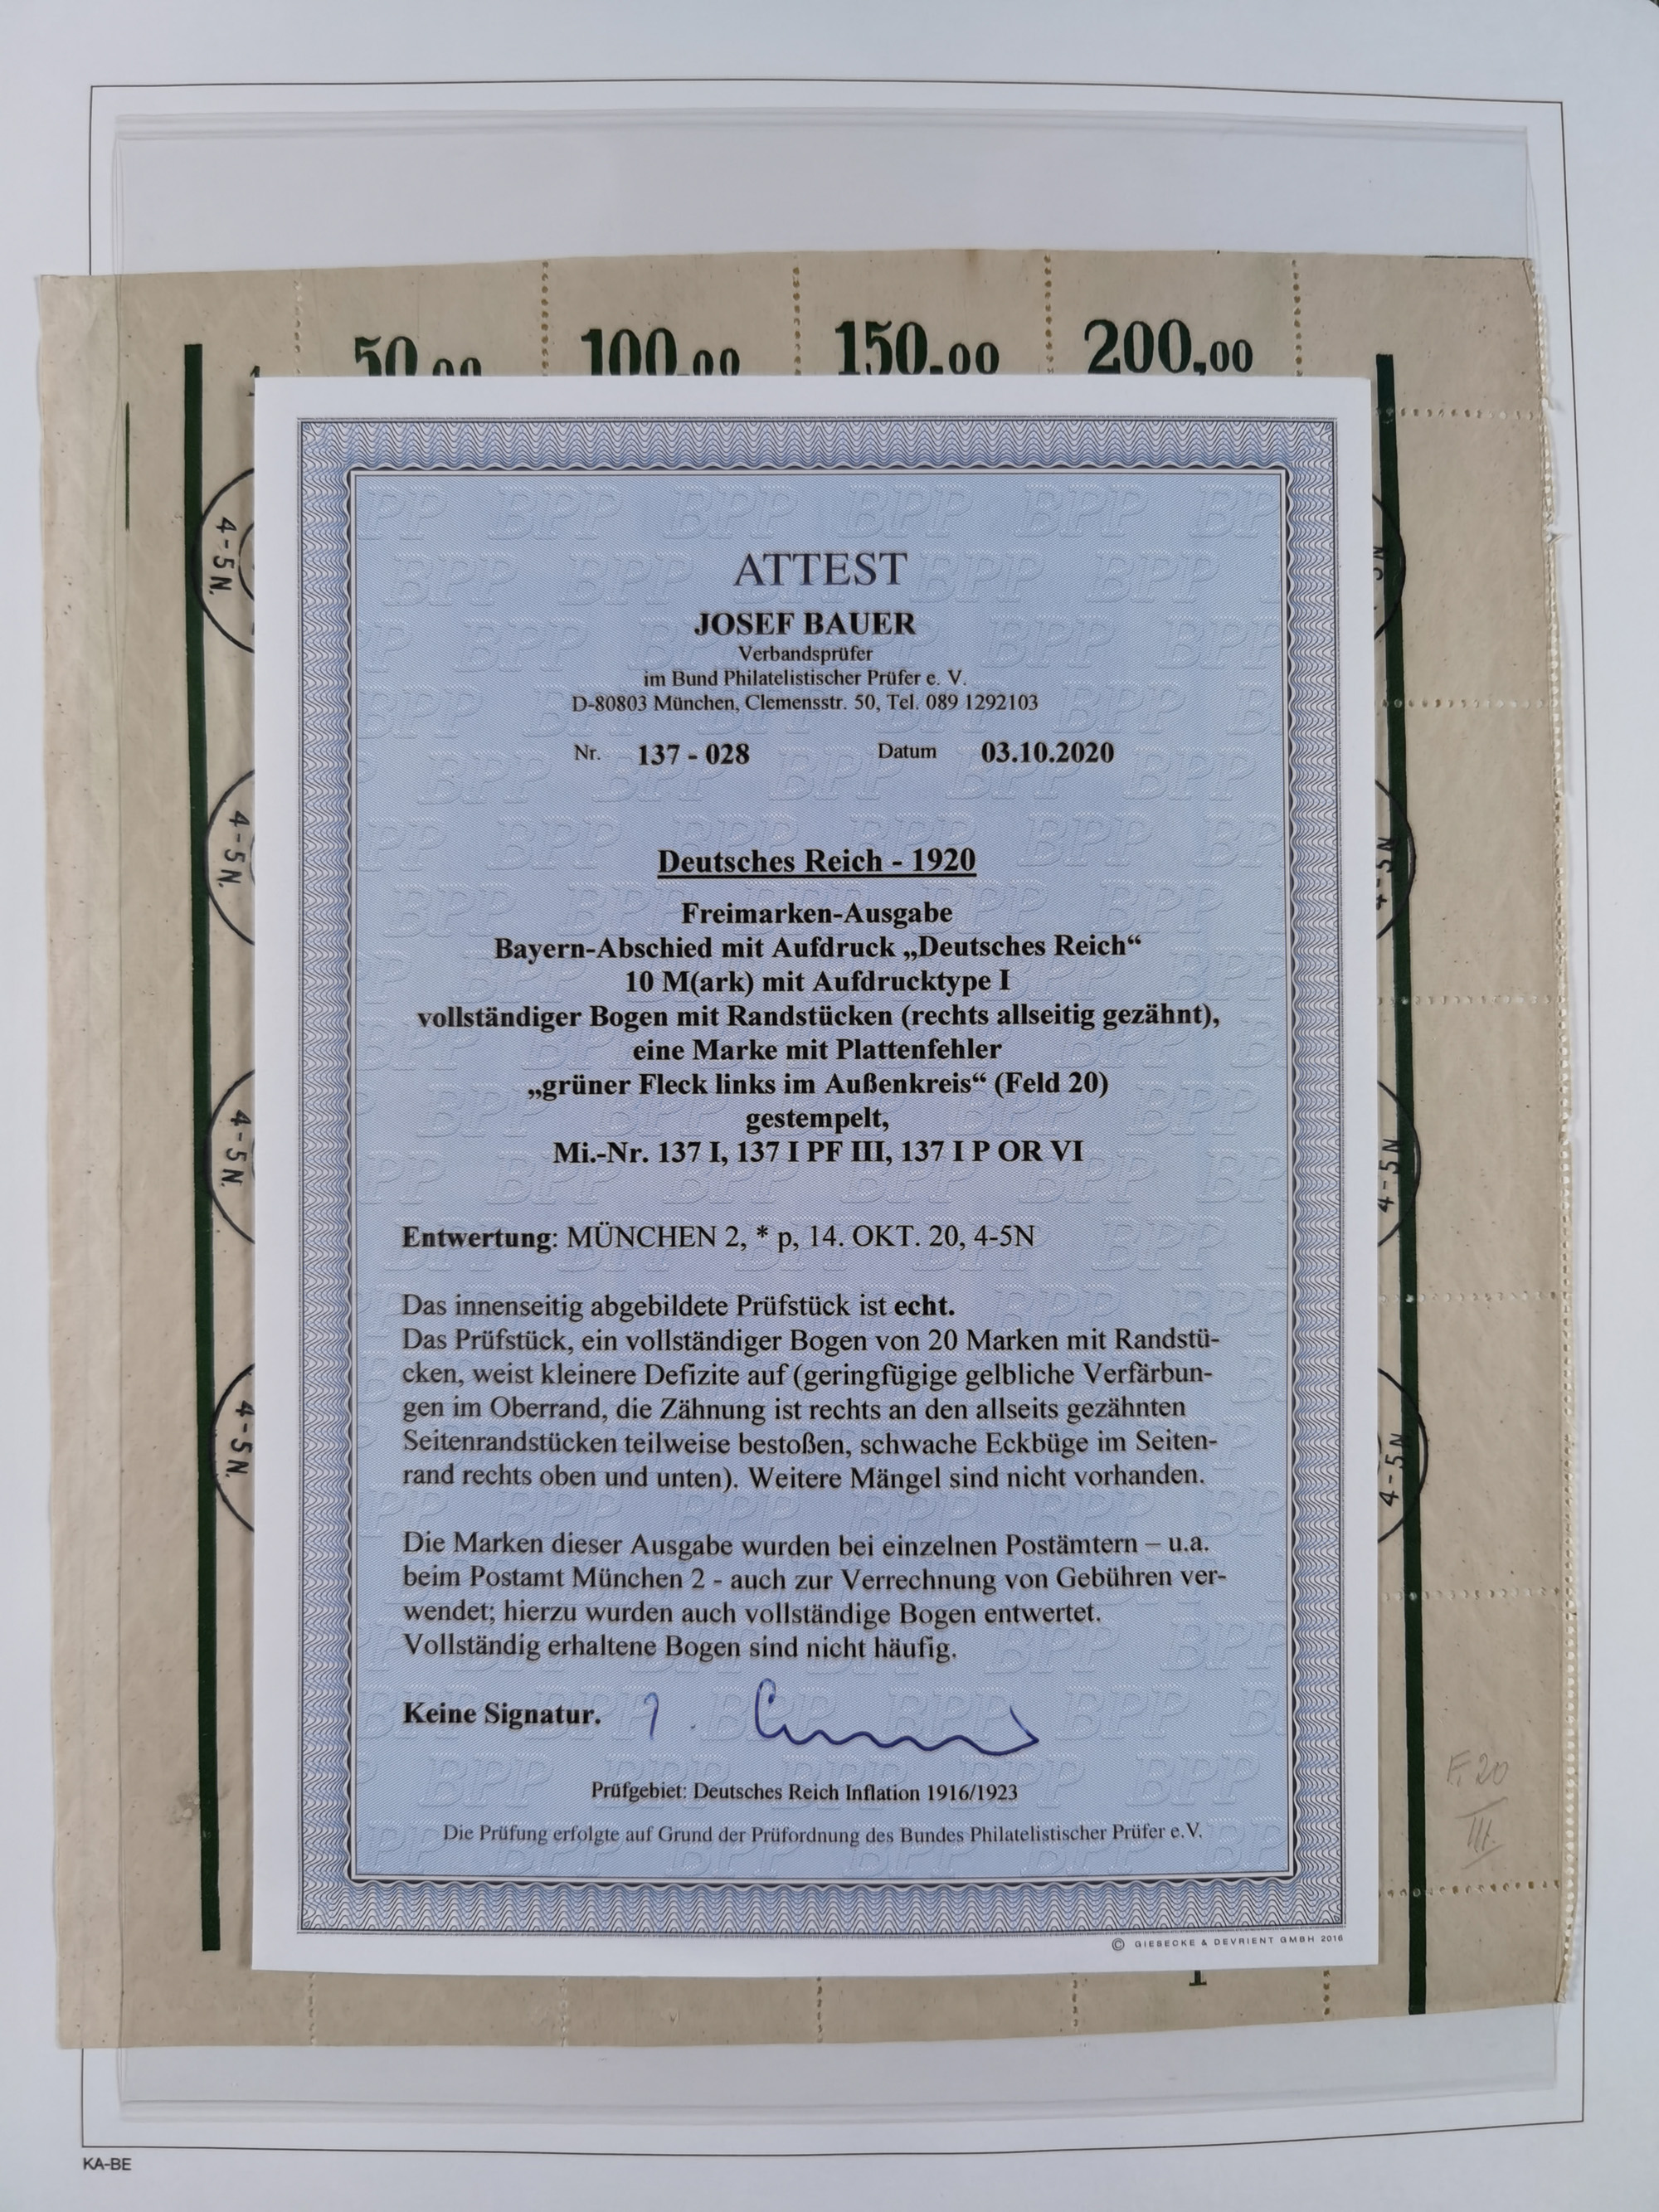 50,00 100,00 150,00 200,00
4-5N.
4-5N.
4-5N.
4-5N.
ATTEST
JOSEF BAUER
Verbandsprüfer
im Bund Philatelistischer Prüfer e. V.
D-80803 München, Clemensstr. 50, Tel. 089 1292103
Nr. 137 - 028 Datum 03.10.2020
Deutsches Reich - 1920
Freimarken-Ausgabe
Bayern-Abschied mit Aufdruck „Deutsches Reich“
10 M(ark) mit Aufdrucktype I
vollständiger Bogen mit Randstücken (rechts allseitig gezähnt),
eine Marke mit Plattenfehler
„grüner Fleck links im Außenkreis“ (Feld 20)
gestempelt,
Mi.-Nr. 137 I, 137 I PF III, 137 I P OR VI
Entwertung: MÜNCHEN 2, * p, 14. OKT. 20, 4-5N
Das innenseitig abgebildete Prüfstück ist echt.
Das Prüfstück, ein vollständiger Bogen von 20 Marken mit Randstü-
cken, weist kleinere Defizite auf (geringfügige gelbliche Verfärbun-
gen im Oberrand, die Zähnung ist rechts an den allseits gezähnten
Seitenrandstücken teilweise bestoßen, schwache Eckbüge im Seiten-
rand rechts oben und unten). Weitere Mängel sind nicht vorhanden.
Die Marken dieser Ausgabe wurden bei einzelnen Postämtern – u.a.
beim Postamt München 2 - auch zur Verrechnung von Gebühren ver-
wendet; hierzu wurden auch vollständige Bogen entwertet.
Vollständig erhaltene Bogen sind nicht häufig.
Keine Signatur.
Prüfgebiet: Deutsches Reich Inflation 1916/1923
Die Prüfung erfolgte auf Grund der Prüfordnung des Bundes Philatelistischer Prüfer e.V.
© GIESECKE & DEVRIENT GMBH 2016
4-5N
4-5N
4-5N
F. 20
III.
KA-BE